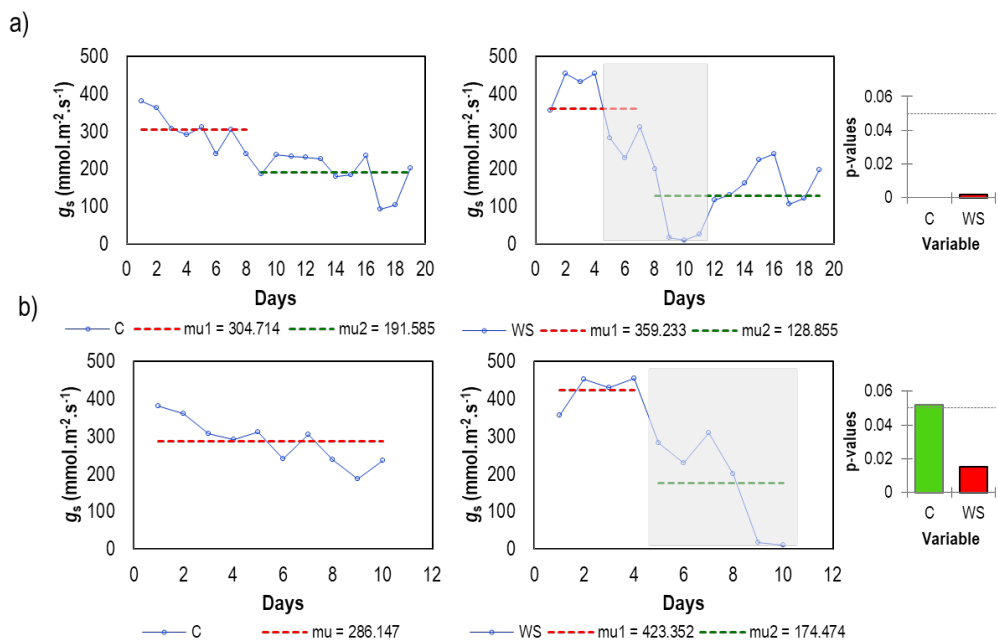 a)
500
400
300
200
100
0
gs (mmol.m-2.s-1)
0 2 4 6 8 10 12 14 16 18 20
Days
C mu1 = 304.714 mu2 = 191.585
500
400
300
200
100
0
gs (mmol.m-2.s-1)
0 2 4 6 8 10 12 14 16 18 20
Days
WS mu1 = 359.233 mu2 = 128.855
0.06
0.04
0.02
0
p-values
C WS
Variable
b)
500
400
300
200
100
0
gs (mmol.m-2.s-1)
0 2 4 6 8 10 12
Days
C mu = 286.147
500
400
300
200
100
0
gs (mmol.m-2.s-1)
0 2 4 6 8 10 12
Days
WS mu1 = 423.352 mu2 = 174.474
0.06
0.04
0.02
0
p-values
C WS
Variable